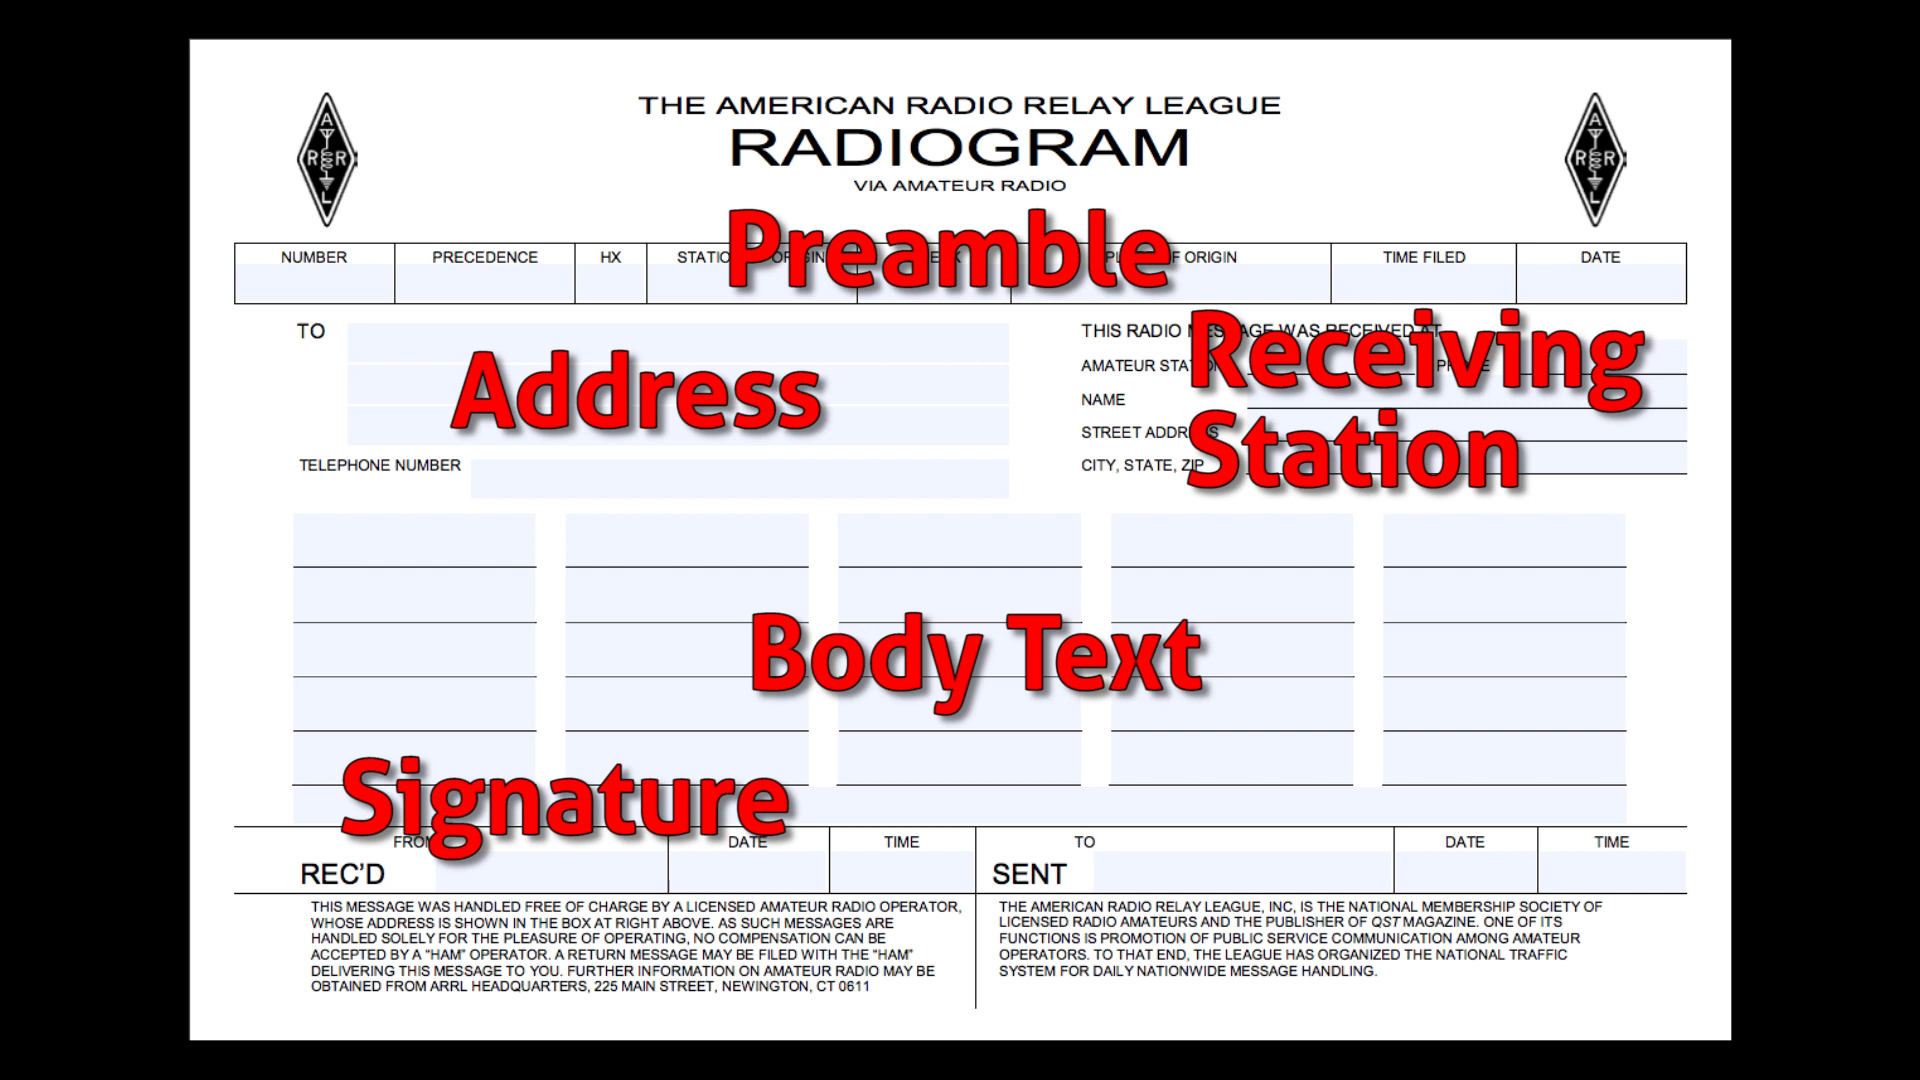 THE AMERICAN RADIO RELAY LEAGUE
RADIOGRAM
VIA AMATEUR RADIO
A
R R
L
A
R R
L
Preamble
NUMBER PRECEDENCE HX ORIGIN TIME FILED DATE
TO
Address
TELEPHONE NUMBER
THIS RADIO WAS RECEIVED AT
AMATEUR
NAME
STREET
CITY, STATE, ZIP
Receiving
Station
Body Text
Signature
FROM DATE TIME
REC'D
TO DATE TIME
SENT
THIS MESSAGE WAS HANDLED FREE OF CHARGE BY A LICENSED AMATEUR RADIO OPERATOR,
WHOSE ADDRESS IS SHOWN IN THE BOX AT RIGHT ABOVE. AS SUCH MESSAGES ARE
HANDLED SOLELY FOR THE PLEASURE OF OPERATING, NO COMPENSATION CAN BE
ACCEPTED BY A “HAM” OPERATOR. A RETURN MESSAGE MAY BE FILED WITH THE “HAM”
DELIVERING THIS MESSAGE TO YOU. FURTHER INFORMATION ON AMATEUR RADIO MAY BE
OBTAINED FROM ARRL HEADQUARTERS, 225 MAIN STREET, NEWINGTON, CT 0611
THE AMERICAN RADIO RELAY LEAGUE, INC, IS THE NATIONAL MEMBERSHIP SOCIETY OF
LICENSED RADIO AMATEURS AND THE PUBLISHER OF QST MAGAZINE. ONE OF ITS
FUNCTIONS IS PROMOTION OF PUBLIC SERVICE COMMUNICATION AMONG AMATEUR
OPERATORS. TO THAT END, THE LEAGUE HAS ORGANIZED THE NATIONAL TRAFFIC
SYSTEM FOR DAILY NATIONWIDE MESSAGE HANDLING.